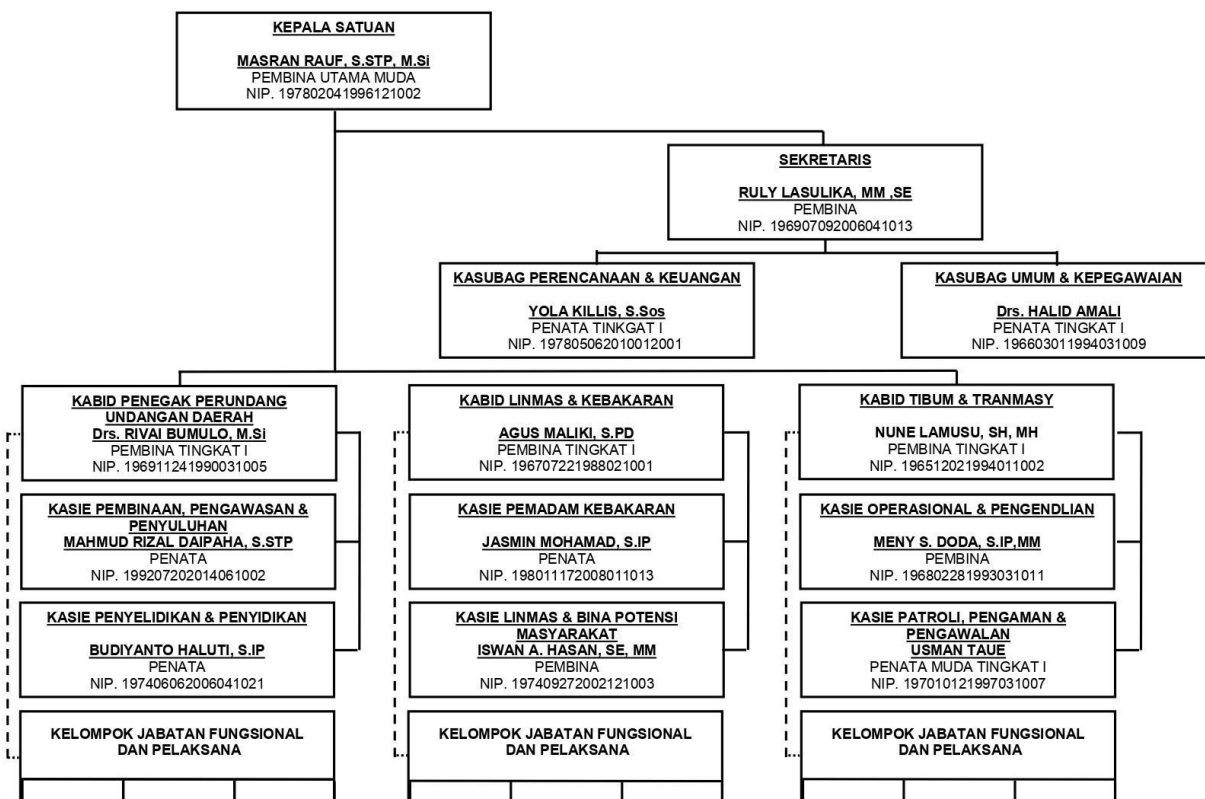 KEPALA SATUAN
MASRAN RAUF, S.STP, M.Si
PEMBINA UTAMA MUDA
NIP. 197802041996121002
SEKRETARIS
RULY LASULIKA, MM ,SE
PEMBINA
NIP. 196907092006041013
KASUBAG PERENCANAAN & KEUANGAN
YOLA KILLIS, S.Sos
PENATA TINKGAT I
NIP. 197805062010012001
KASUBAG UMUM & KEPEGAWAIAN
Drs. HALID AMALI
PENATA TINGKAT I
NIP. 196603011994031009
KABID PENEGAK PERUNDANG
UNDANGAN DAERAH
Drs. RIVAI BUMULO, M.Si
PEMBINA TINGKAT I
NIP. 196911241990031005
KASIE PEMBINAAN, PENGAWASAN &
PENYULUHAN
MAHMUD RIZAL DAIPAHA, S.STP
PENATA
NIP. 199207202014061002
KASIE PENYELIDIKAN & PENYIDIKAN
BUDIYANTO HALUTI, S.IP
PENATA
NIP. 197406062006041021
KELOMPOK JABATAN FUNGSIONAL
DAN PELAKSANA
KABID LINMAS & KEBAKARAN
AGUS MALIKI, S.PD
PEMBINA TINGKAT I
NIP. 196707221988021001
KASIE PEMADAM KEBAKARAN
JASMIN MOHAMAD, S.IP
PENATA
NIP. 198011172008011013
KASIE LINMAS & BINA POTENSI
MASYARAKAT
ISWAN A. HASAN, SE, MM
PEMBINA
NIP. 197409272002121003
KELOMPOK JABATAN FUNGSIONAL
DAN PELAKSANA
KABID TIBUM & TRANMASY
NUNE LAMUSU, SH, MH
PEMBINA TINGKAT I
NIP. 196512021994011002
KASIE OPERASIONAL & PENGENDLIAN
MENY S. DODA, S.IP,MM
PEMBINA
NIP. 196802281993031011
KASIE PATROLI, PENGAMAN &
PENGAWALAN
USMAN TAUE
PENATA MUDA TINGKAT I
NIP. 197010121997031007
KELOMPOK JABATAN FUNGSIONAL
DAN PELAKSANA